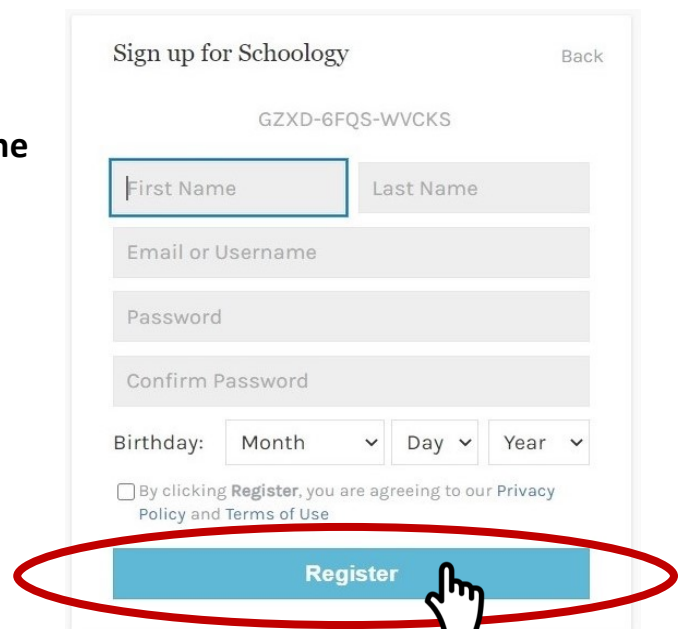 Sign up for Schoology Back
GZXD-6FQS-WVCKS
First Name Last Name
Email or Username
Password
Confirm Password
Birthday: Month Day Year
By clicking Register, you are agreeing to our Privacy
Policy and Terms of Use
Register